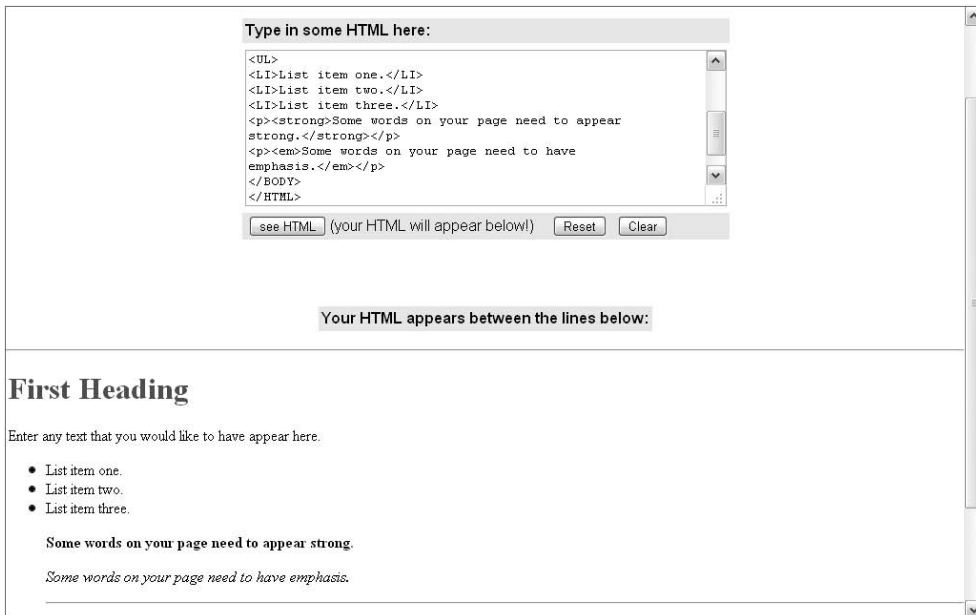 Type in some HTML here:
<UL>
<LI>List item one.</LI>
<LI>List item two.</LI>
<LI>List item three.</LI>
<p><strong>Some words on your page need to appear
strong.</strong></p>
<p><em>Some words on your page need to have
emphasis.</em></p>
</BODY>
</HTML>
see HTML (your HTML will appear below!) Reset Clear
Your HTML appears between the lines below:
First Heading
Enter any text that you would like to have appear here.
List item one.
List item two.
List item three.
Some words on your page need to appear strong.
Some words on your page need to have emphasis.